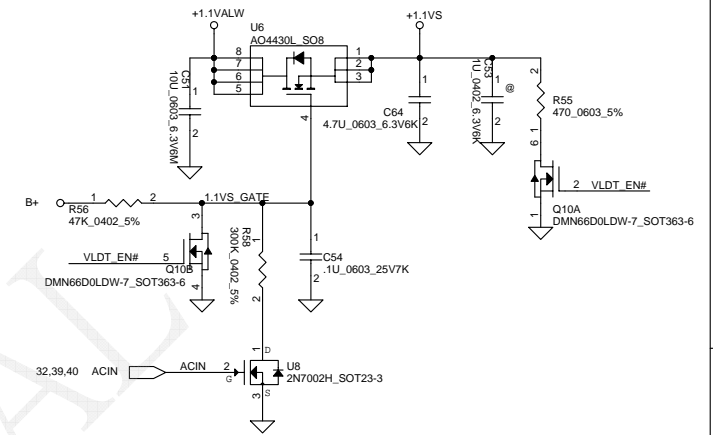 +1.1VALW
+1.1VS
U6
AO4430L_SO8
8
7
6
5
1
2
3
4
C51
10U_0603_6.3V6M
1
2
C64
4.7U_0603_6.3V6K
1
2
C53
1U_0402_6.3V6K
1
2
@
2
R55
470_0603_5%
1
6
2
VLDT_EN#
1
Q10A
DMN66D0LDW-7_SOT363-6
B+
1
2
R56
47K_0402_5%
1.1VS_GATE
3
VLDT_EN#
5
Q10B
4
DMN66D0LDW-7_SOT363-6
R58
300K_0402_5%
1
2
1
C54
.1U_0603_25V7K
2
32,39,40
ACIN
ACIN
2
G
1
D
U8
2N7002H_SOT23-3
3
S